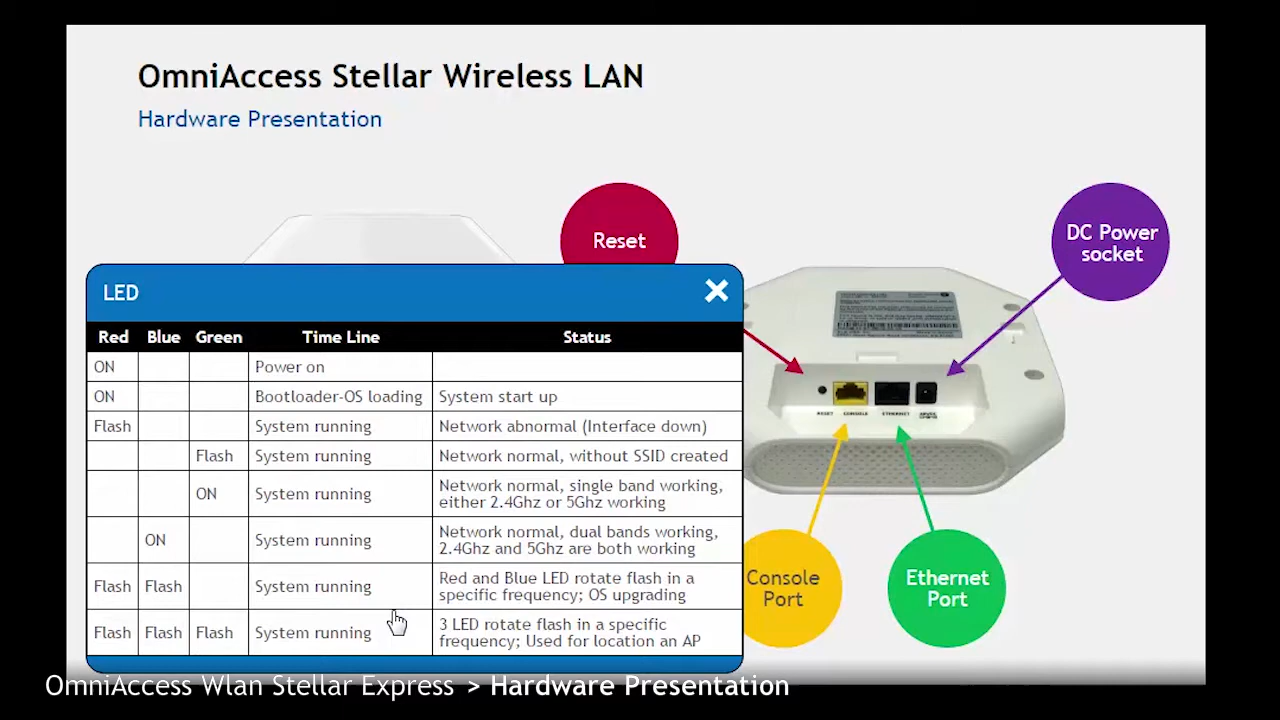 OmniAccess Stellar Wireless LAN
Hardware Presentation
Reset
DC Power
socket
LED
Red Blue Green Time Line Status
ON Power on
ON Bootloader-OS loading System start up
Flash System running Network abnormal (Interface down)
Flash System running Network normal, without SSID created
ON System running Network normal, single band working,
either 2.4Ghz or 5Ghz working
ON System running Network normal, dual bands working,
2.4Ghz and 5Ghz are both working
Flash Flash System running Red and Blue LED rotate flash in a
specific frequency; OS upgrading
Flash Flash Flash System running 3 LED rotate flash in a specific
frequency; Used for location an AP
RESET CONSOLE ETHERNET
Console
Port
Ethernet
Port
OmniAccess Wlan Stellar Express > Hardware Presentation